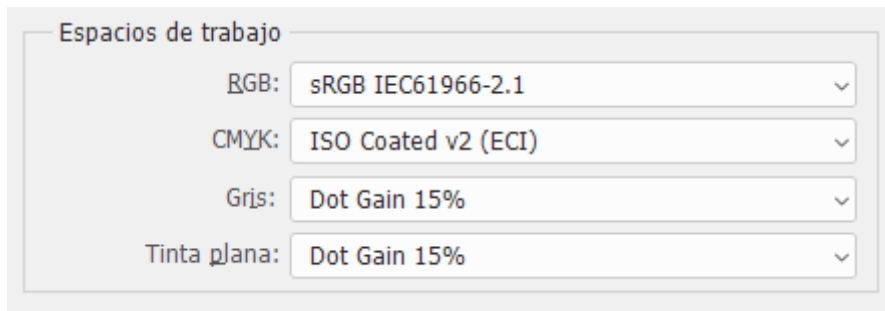 Espacios de trabajo
RGB: sRGB IEC61966-2.1
CMYK: ISO Coated v2 (ECI)
Gris: Dot Gain 15%
Tinta plana: Dot Gain 15%